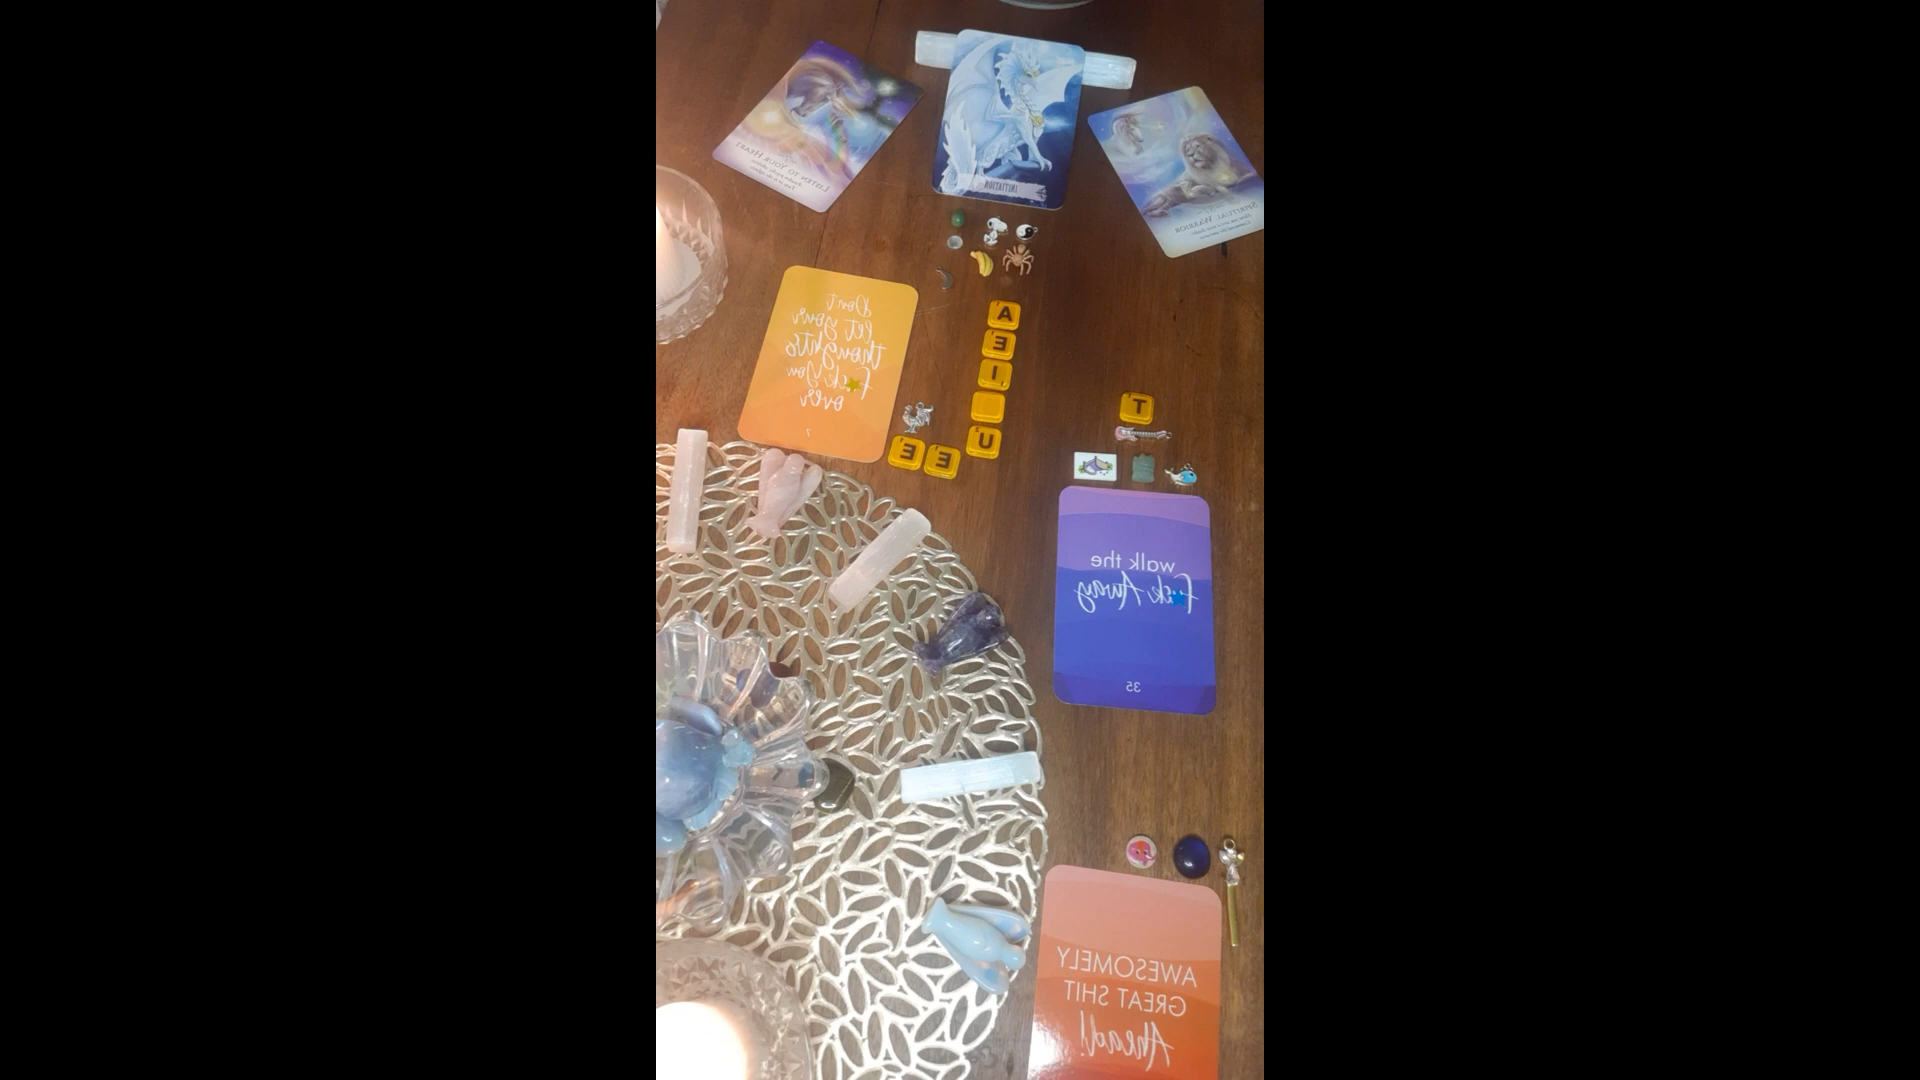 INITIATION
LISTEN TO YOUR HEART
SPIRITUAL WARRIOR
Don't
let your
thoughts
F★ck You
over
7
A
E
I
U
E
E
T
walk the
F★ck Away
35
AWESOMELY
GREAT SHIT
Ahead!